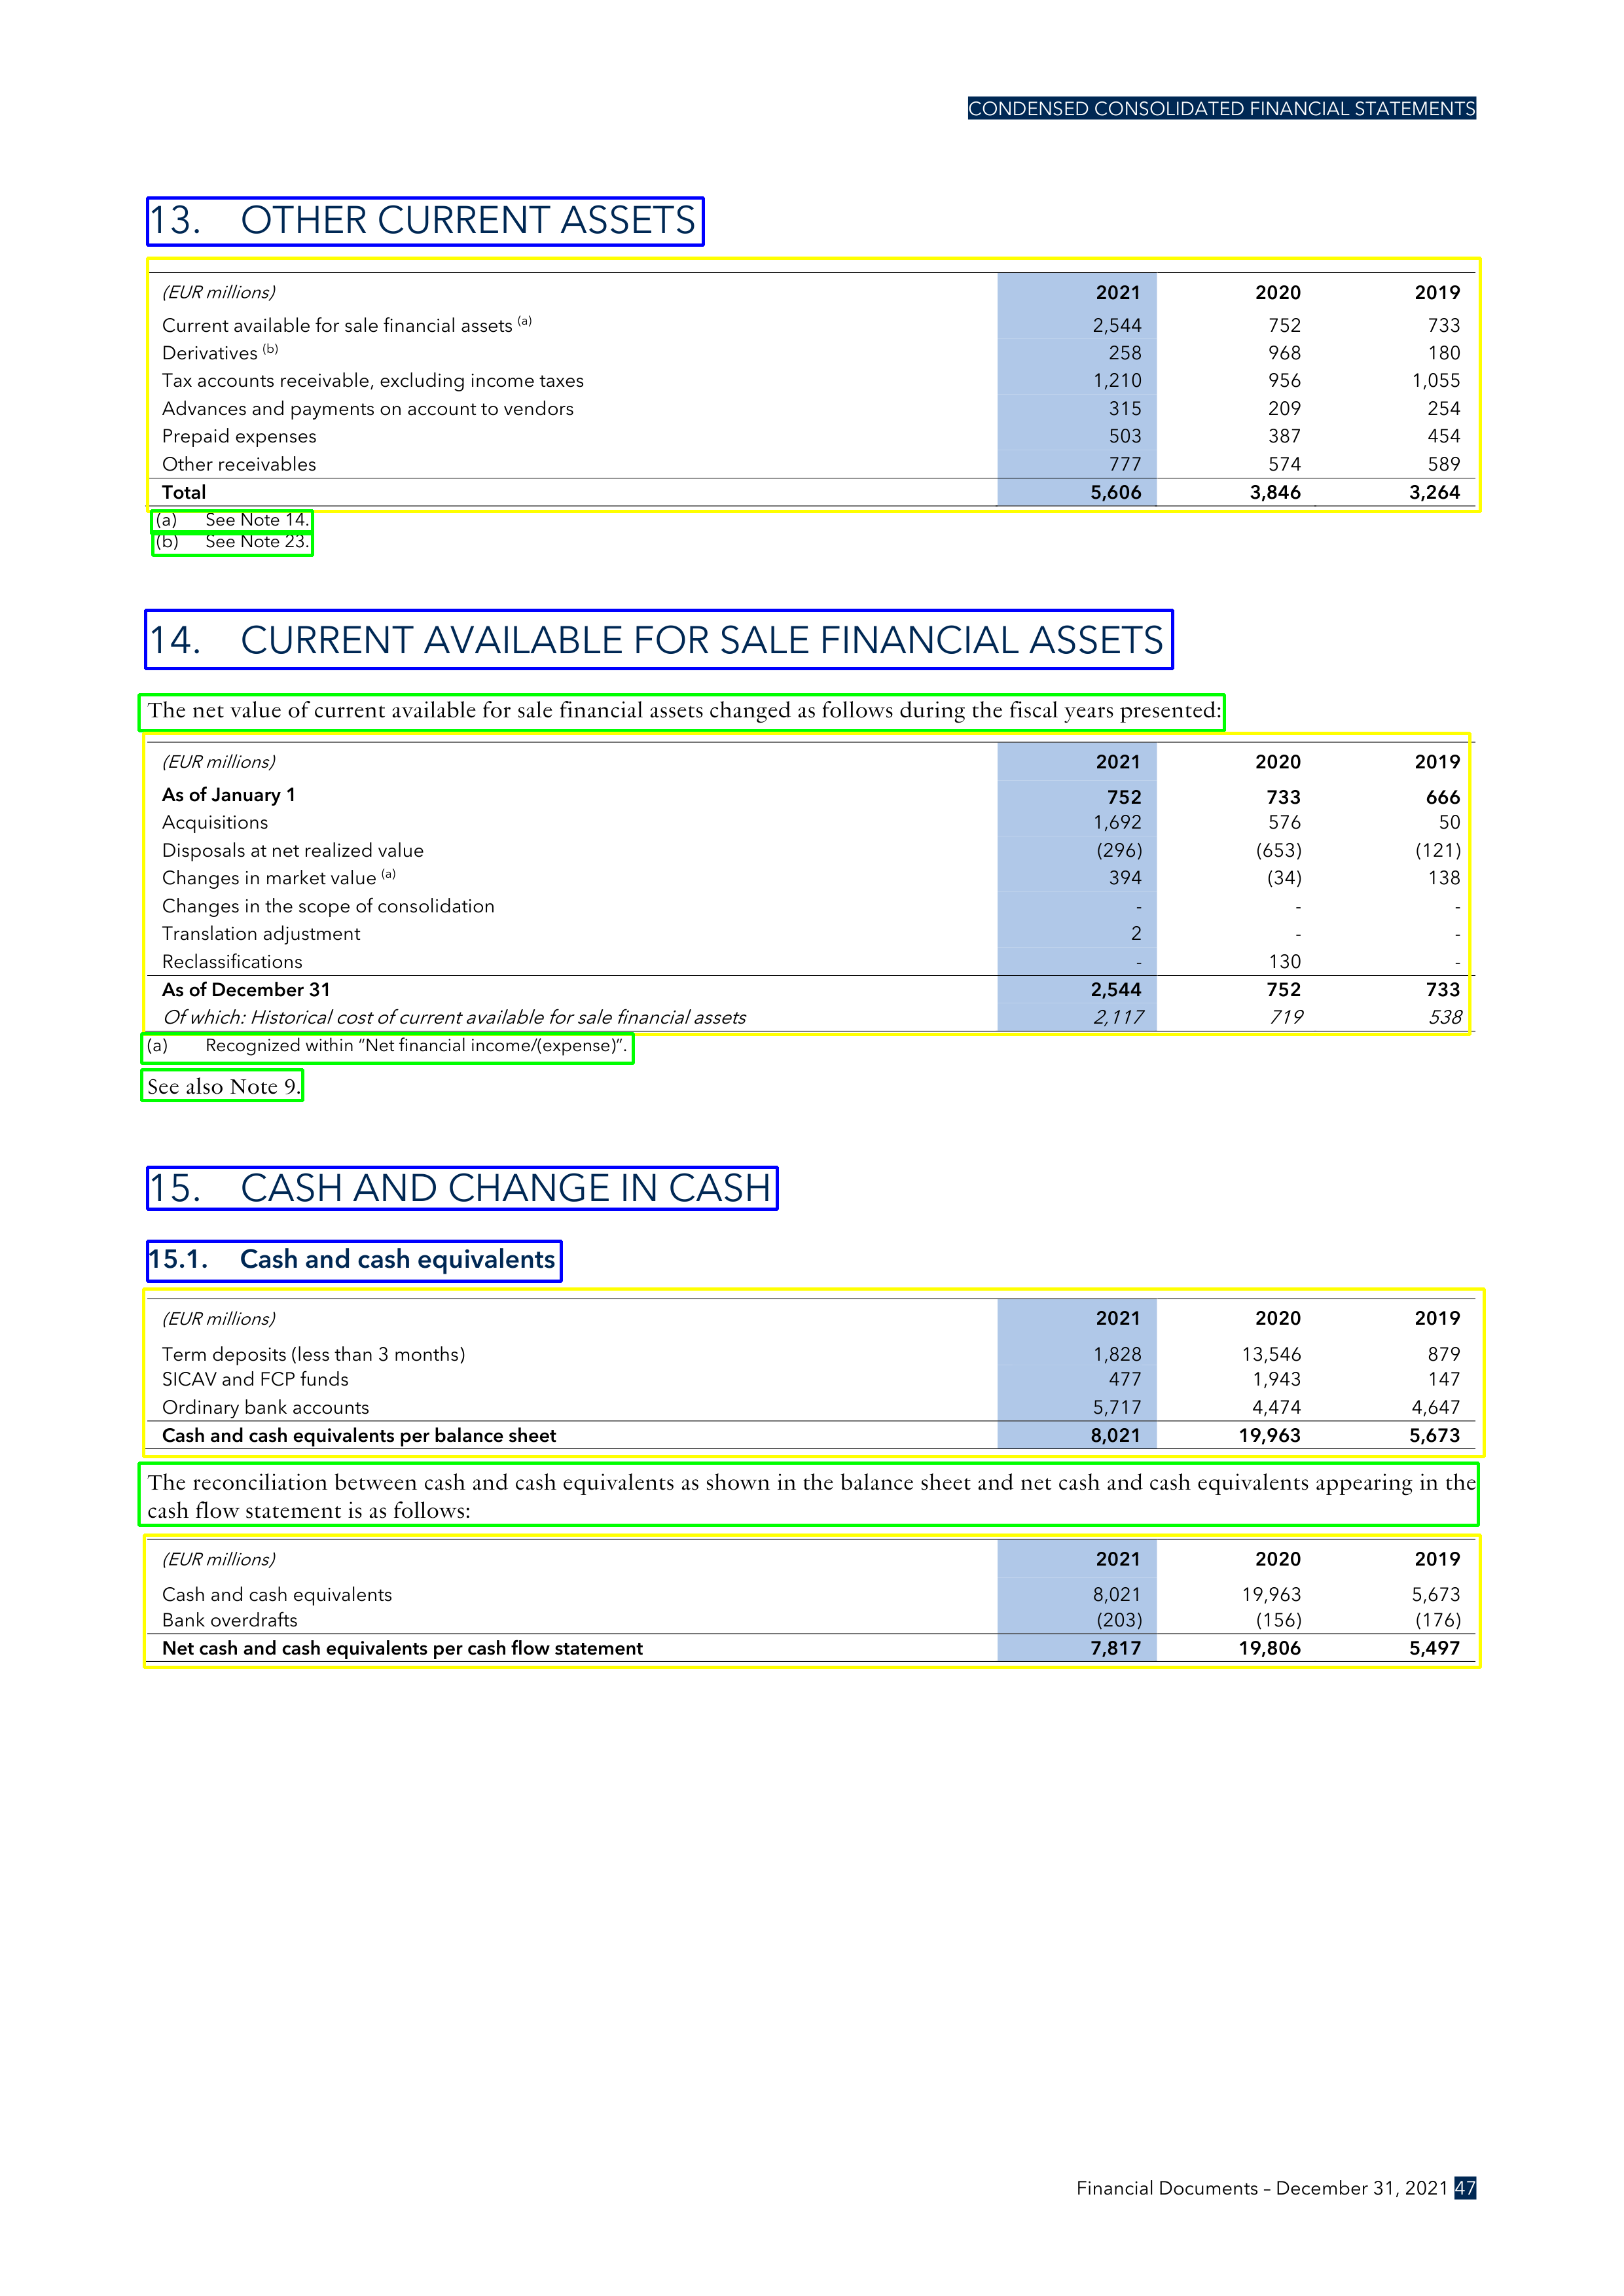 CONDENSED CONSOLIDATED FINANCIAL STATEMENTS
13. OTHER CURRENT ASSETS
(EUR millions) 2021 2020 2019
Current available for sale financial assets (a) 2,544 752 733
Derivatives (b) 258 968 180
Tax accounts receivable, excluding income taxes 1,210 956 1,055
Advances and payments on account to vendors 315 209 254
Prepaid expenses 503 387 454
Other receivables 777 574 589
Total 5,606 3,846 3,264
(a) See Note 14.
(b) See Note 23.
14. CURRENT AVAILABLE FOR SALE FINANCIAL ASSETS
The net value of current available for sale financial assets changed as follows during the fiscal years presented:
(EUR millions) 2021 2020 2019
As of January 1 752 733 666
Acquisitions 1,692 576 50
Disposals at net realized value (296) (653) (121)
Changes in market value (a) 394 (34) 138
Changes in the scope of consolidation - - -
Translation adjustment 2 - -
Reclassifications - 130 -
As of December 31 2,544 752 733
Of which: Historical cost of current available for sale financial assets 2,117 719 538
(a) Recognized within “Net financial income/(expense)”.
See also Note 9.
15. CASH AND CHANGE IN CASH
15.1. Cash and cash equivalents
(EUR millions) 2021 2020 2019
Term deposits (less than 3 months) 1,828 13,546 879
SICAV and FCP funds 477 1,943 147
Ordinary bank accounts 5,717 4,474 4,647
Cash and cash equivalents per balance sheet 8,021 19,963 5,673
The reconciliation between cash and cash equivalents as shown in the balance sheet and net cash and cash equivalents appearing in the
cash flow statement is as follows:
(EUR millions) 2021 2020 2019
Cash and cash equivalents 8,021 19,963 5,673
Bank overdrafts (203) (156) (176)
Net cash and cash equivalents per cash flow statement 7,817 19,806 5,497
Financial Documents – December 31, 2021 47